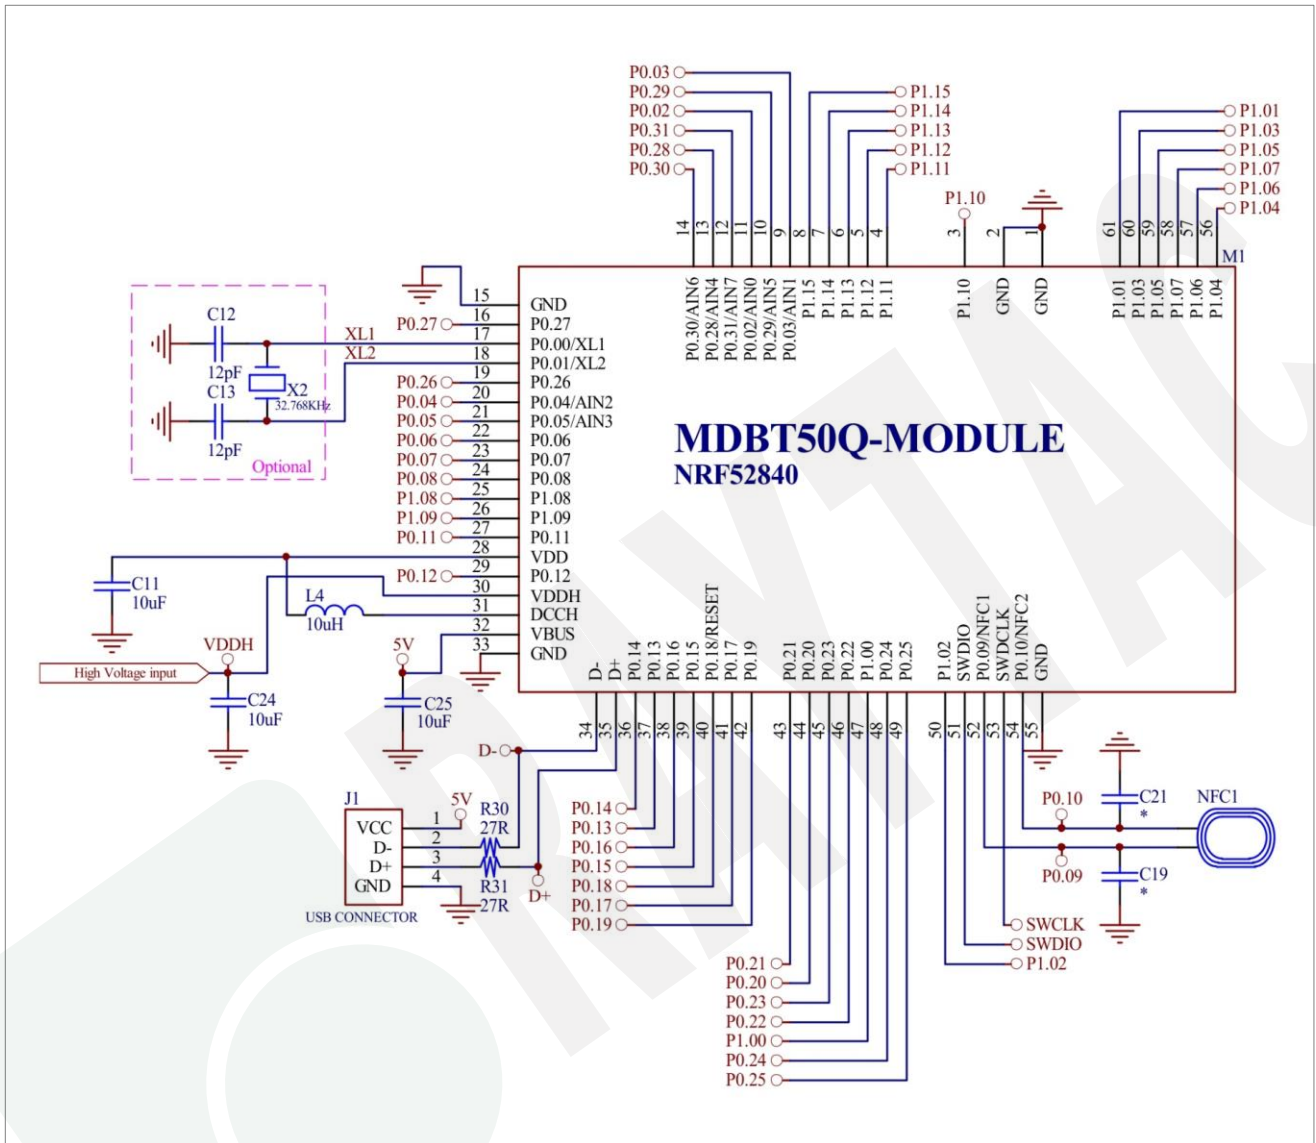 P0.03
P0.29
P0.02
P0.31
P0.28
P0.30
P1.15
P1.14
P1.13
P1.12
P1.11
P1.10
P1.01
P1.03
P1.05
P1.07
P1.06
P1.04
14 13 12 11 10 9 8 7 6 5 4 3 2 1 61 60 59 58 57 56
M1
P0.30/AIN6
P0.28/AIN4
P0.31/AIN7
P0.02/AIN0
P0.29/AIN5
P0.03/AIN1
P1.15
P1.14
P1.13
P1.12
P1.11
P1.10
GND
GND
P1.01
P1.03
P1.05
P1.07
P1.06
P1.04
15 GND
P0.27 16 P0.27
XL1 17 P0.00/XL1
XL2 18 P0.01/XL2
P0.26 19 P0.26
P0.04 20 P0.04/AIN2
P0.05 21 P0.05/AIN3
P0.06 22 P0.06
P0.07 23 P0.07
P0.08 24 P0.08
P1.08 25 P1.08
P1.09 26 P1.09
P0.11 27 P0.11
28 VDD
P0.12 29 P0.12
30 VDDH
31 DCCH
32 VBUS
33 GND
C12
12pF
C13
12pF
X2
32.768KHz
Optional
MDBT50Q-MODULE
NRF52840
C11
10uF
L4
10uH
VDDH
High Voltage input
C24
10uF
5V
C25
10uF
D-
D+
P0.14
P0.13
P0.16
P0.15
P0.18/RESET
P0.17
P0.19
P0.21
P0.20
P0.23
P0.22
P1.00
P0.24
P0.25
P1.02
SWDIO
P0.09/NFC1
SWDCLK
P0.10/NFC2
GND
34 35 36 37 38 39 40 41 42 43 44 45 46 47 48 49 50 51 52 53 54 55
D-
J1
5V
VCC 1
D- 2
D+ 3
GND 4
USB CONNECTOR
R30
27R
R31
27R
D+
P0.14
P0.13
P0.16
P0.15
P0.18
P0.17
P0.19
P0.21
P0.20
P0.23
P0.22
P1.00
P0.24
P0.25
P0.10
C21
*
NFC1
P0.09
C19
*
SWCLK
SWDIO
P1.02
RAYTAC